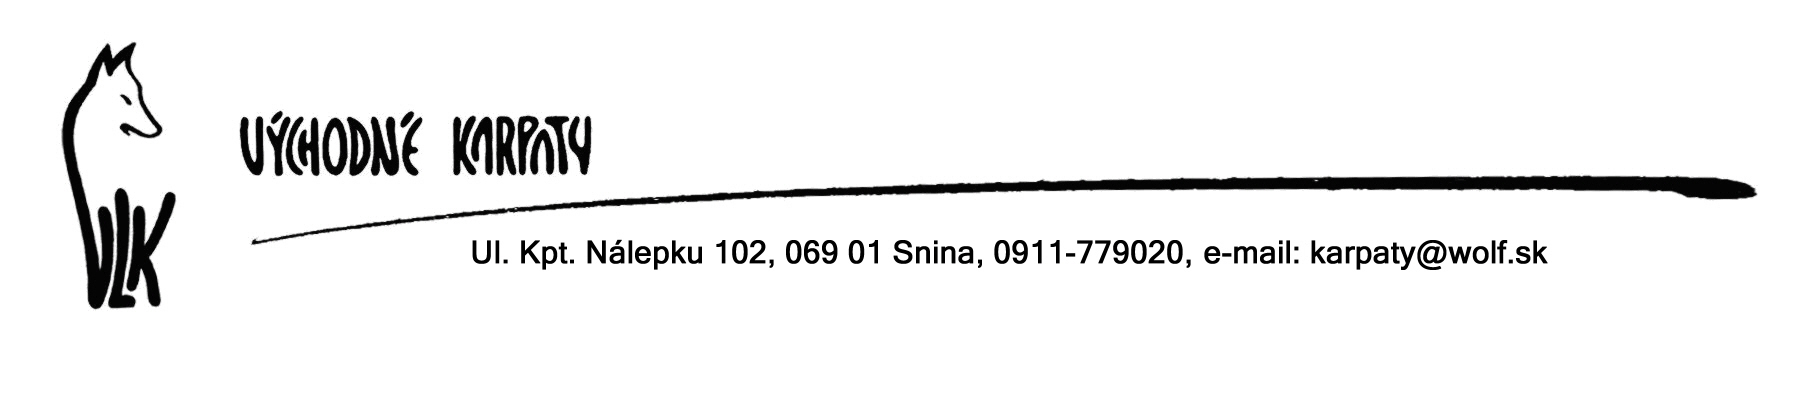 VÝCHODNÉ KARPATY
VLK
Ul. Kpt. Nálepku 102, 069 01 Snina, 0911-779020, e-mail: karpaty@wolf.sk